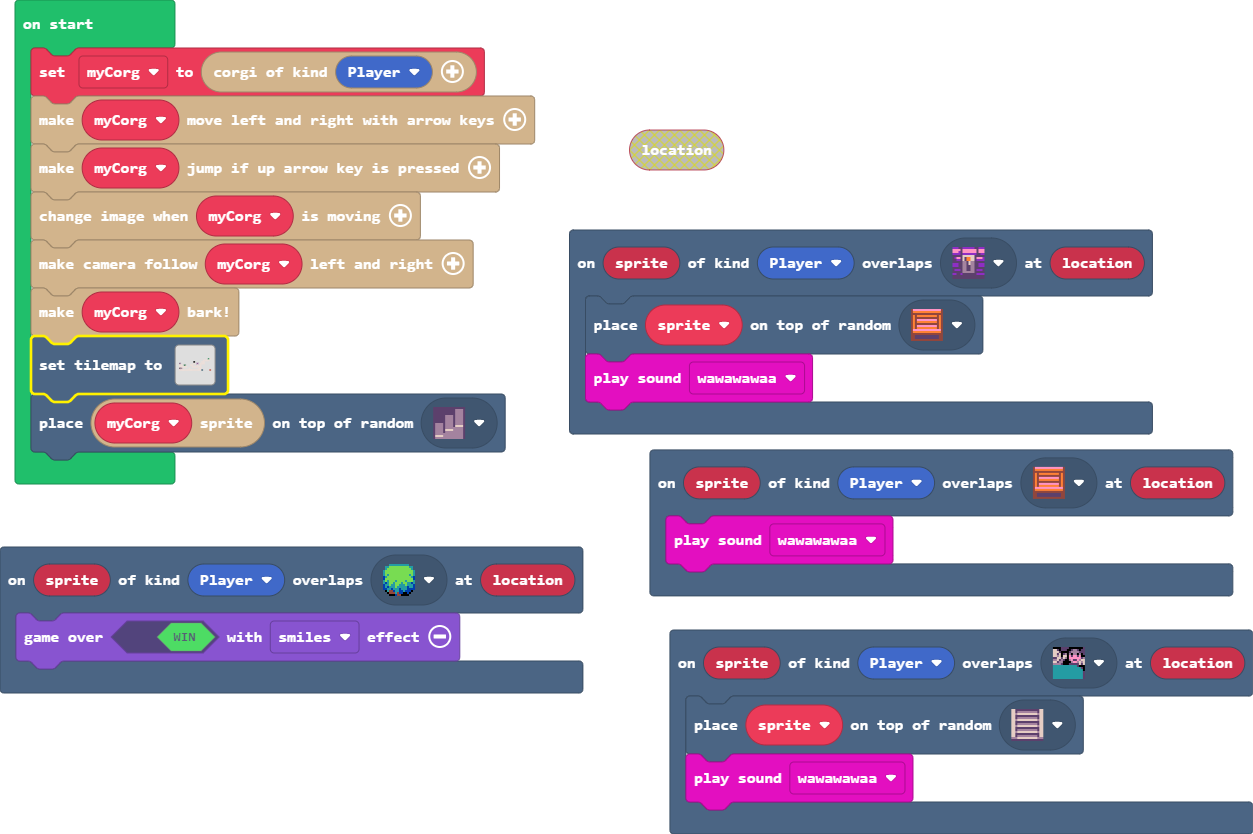 on start
set myCorg to corgi of kind Player
make myCorg move left and right with arrow keys
make myCorg jump if up arrow key is pressed
change image when myCorg is moving
make camera follow myCorg left and right
make myCorg bark!
set tilemap to
place myCorg sprite on top of random
location
on sprite of kind Player overlaps at location
place sprite on top of random
play sound wawawawaa
on sprite of kind Player overlaps at location
play sound wawawawaa
on sprite of kind Player overlaps at location
game over WIN with smiles effect
on sprite of kind Player overlaps at location
place sprite on top of random
play sound wawawawaa